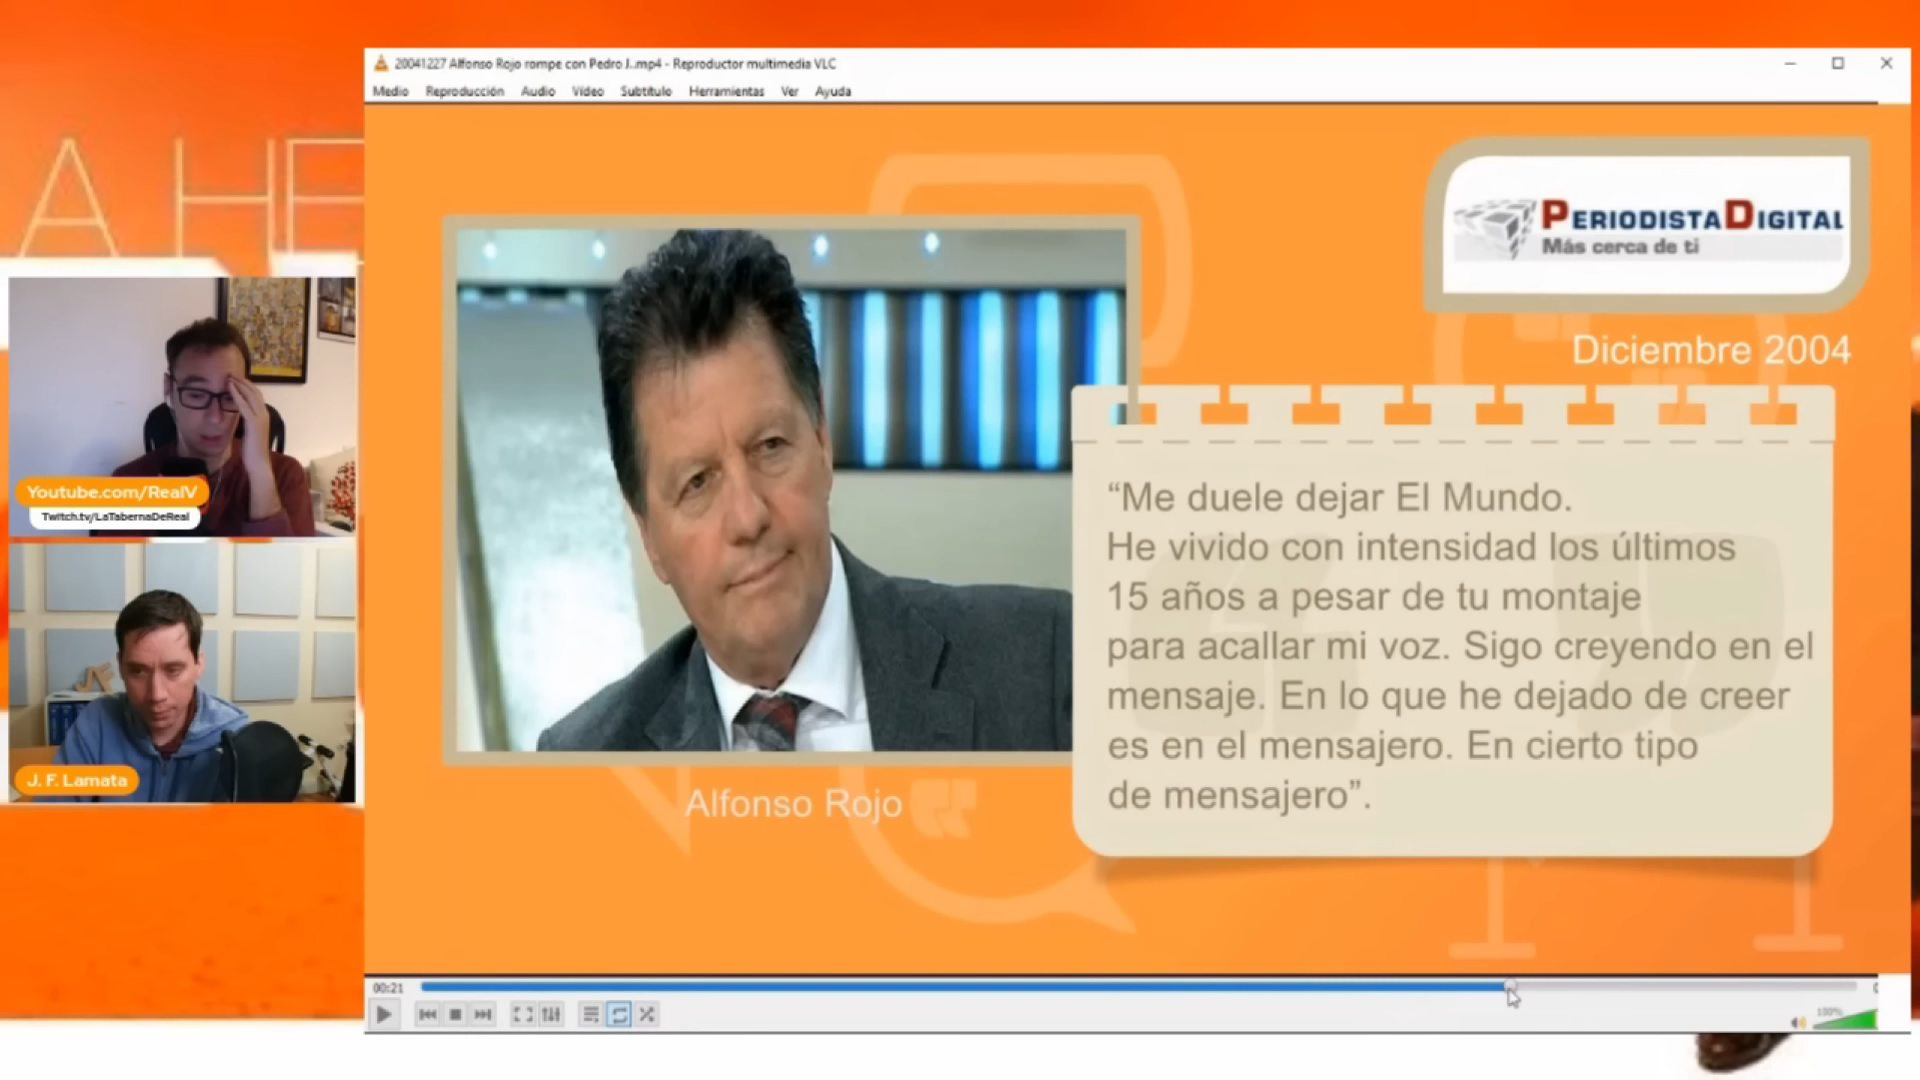 20041227 Alfonso Rojo rompe con Pedro J..mp4 - Reproductor multimedia VLC
Medio Reproducción Audio Vídeo Subtítulo Herramientas Ver Ayuda
A HE
PERIODISTA DIGITAL
Más cerca de ti
Diciembre 2004
“Me duele dejar El Mundo.
He vivido con intensidad los últimos
15 años a pesar de tu montaje
para acallar mi voz. Sigo creyendo en el
mensaje. En lo que he dejado de creer
es en el mensajero. En cierto tipo
de mensajero”.
Alfonso Rojo
Youtube.com/RealV
Twitch.tv/LaTabernaDeReal
J. F. Lamata
00:21
100%